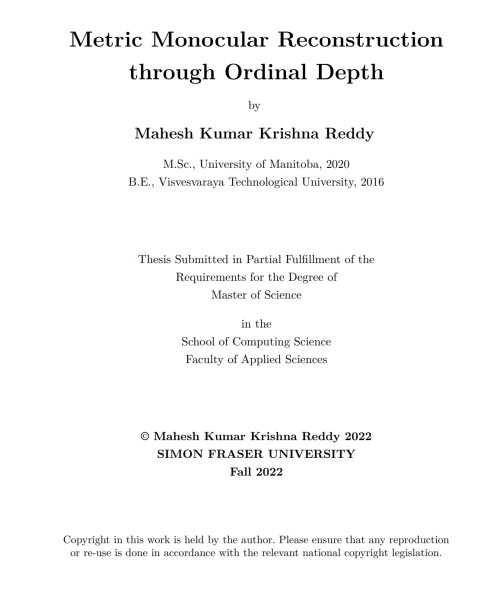 Metric Monocular Reconstruction
through Ordinal Depth
by
Mahesh Kumar Krishna Reddy
M.Sc., University of Manitoba, 2020
B.E., Visvesvaraya Technological University, 2016
Thesis Submitted in Partial Fulfillment of the
Requirements for the Degree of
Master of Science
in the
School of Computing Science
Faculty of Applied Sciences
© Mahesh Kumar Krishna Reddy 2022
SIMON FRASER UNIVERSITY
Fall 2022
Copyright in this work is held by the author. Please ensure that any reproduction
or re-use is done in accordance with the relevant national copyright legislation.